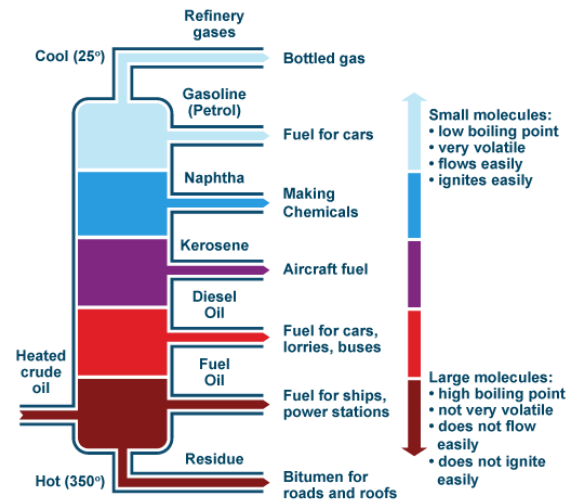 Refinery
gases
Cool (25°)
Bottled gas
Gasoline
(Petrol)
Fuel for cars
Naphtha
Making
Chemicals
Kerosene
Aircraft fuel
Diesel
Oil
Fuel for cars,
lorries, buses
Heated
crude
oil
Fuel
Oil
Fuel for ships,
power stations
Residue
Hot (350°)
Bitumen for
roads and roofs
Small molecules:
• low boiling point
• very volatile
• flows easily
• ignites easily
Large molecules:
• high boiling point
• not very volatile
• does not flow
easily
• does not ignite
easily